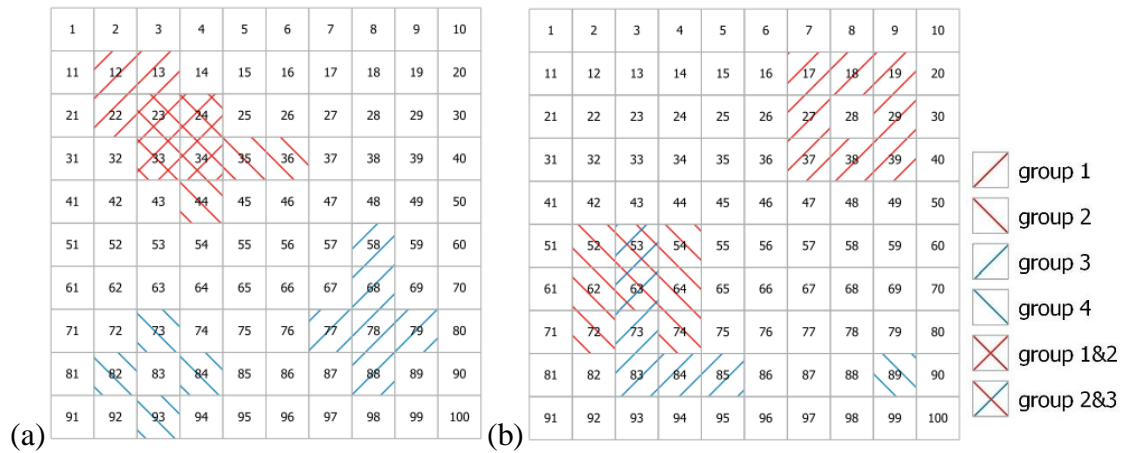 1 2 3 4 5 6 7 8 9 10
11 12 13 14 15 16 17 18 19 20
21 22 23 24 25 26 27 28 29 30
31 32 33 34 35 36 37 38 39 40
41 42 43 44 45 46 47 48 49 50
51 52 53 54 55 56 57 58 59 60
61 62 63 64 65 66 67 68 69 70
71 72 73 74 75 76 77 78 79 80
81 82 83 84 85 86 87 88 89 90
91 92 93 94 95 96 97 98 99 100
(a)
1 2 3 4 5 6 7 8 9 10
11 12 13 14 15 16 17 18 19 20
21 22 23 24 25 26 27 28 29 30
31 32 33 34 35 36 37 38 39 40
41 42 43 44 45 46 47 48 49 50
51 52 53 54 55 56 57 58 59 60
61 62 63 64 65 66 67 68 69 70
71 72 73 74 75 76 77 78 79 80
81 82 83 84 85 86 87 88 89 90
91 92 93 94 95 96 97 98 99 100
(b)
group 1
group 2
group 3
group 4
group 1&2
group 2&3